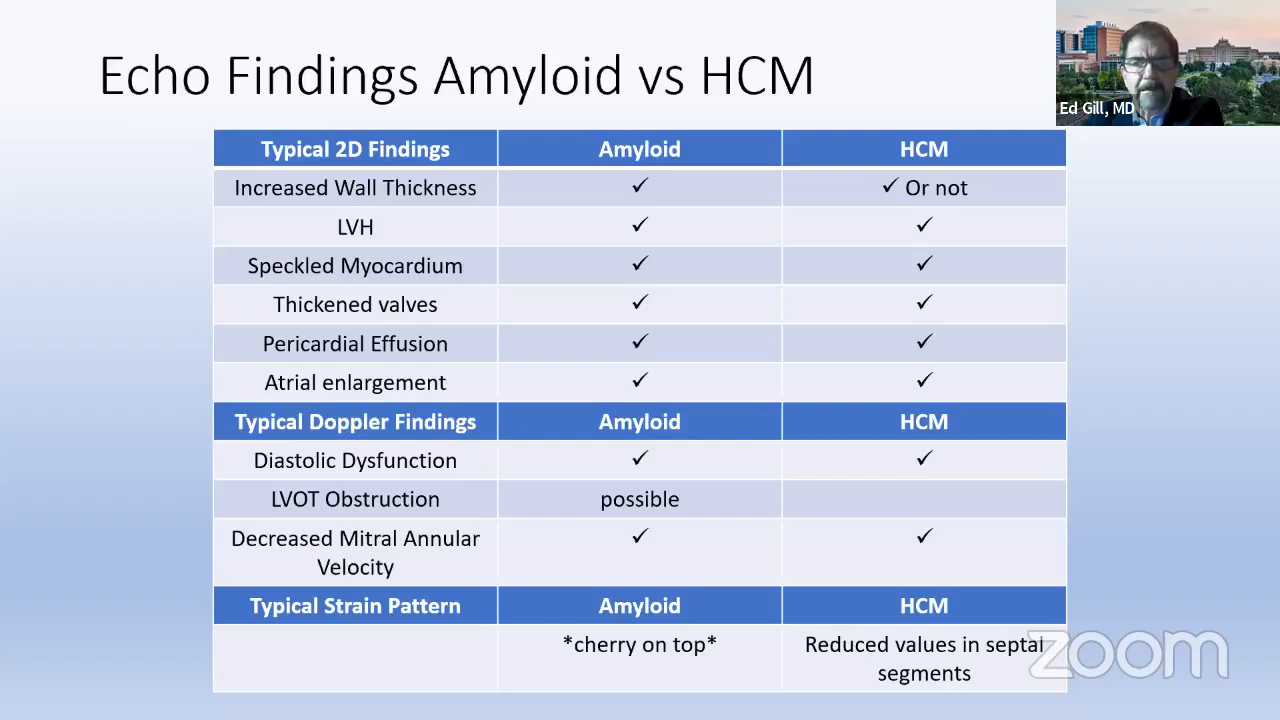 Echo Findings Amyloid vs HCM
Ed Gill, MD
Typical 2D Findings Amyloid HCM
Increased Wall Thickness ✓ ✓ Or not
LVH ✓ ✓
Speckled Myocardium ✓ ✓
Thickened valves ✓ ✓
Pericardial Effusion ✓ ✓
Atrial enlargement ✓ ✓
Typical Doppler Findings Amyloid HCM
Diastolic Dysfunction ✓ ✓
LVOT Obstruction possible
Decreased Mitral Annular ✓ ✓
Velocity
Typical Strain Pattern Amyloid HCM
*cherry on top* Reduced values in septal
segments
zoom